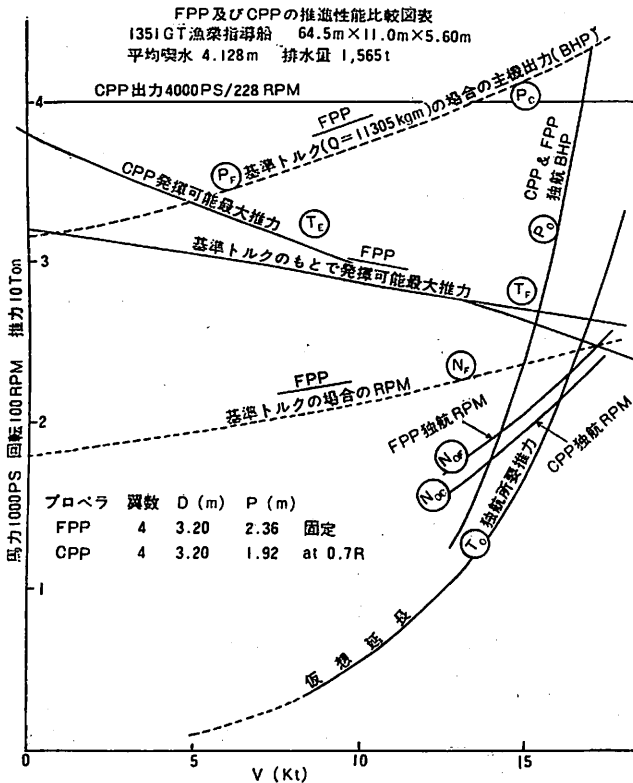 FPP及びCPPの推進性能比較図表
1351GT漁業指導船 64.5m×11.0m×5.60m
平均喫水 4.128m 排水量 1,565t
CPP出力4000PS/228 RPM
FPP
基準トルク(Q=11305kgm)の場合の主機出力(BHP)
PC
PF
CPP発揮可能最大推力
TE
CPP & FPP
独航BHP
PO
FPP
基準トルクのもとで発揮可能最大推力
TF
FPP
基準トルクの場合のRPM
NF
FPP独航RPM
NOF
CPP独航RPM
NOC
独航所要推力
TO
仮想延長
プロペラ 翼数 D (m) P (m)
FPP 4 3.20 2.36 固定
CPP 4 3.20 1.92 at 0.7R
馬力1000PS 回転100RPM 推力10Ton
4
3
2
1
0 5 10 15
V (Kt)